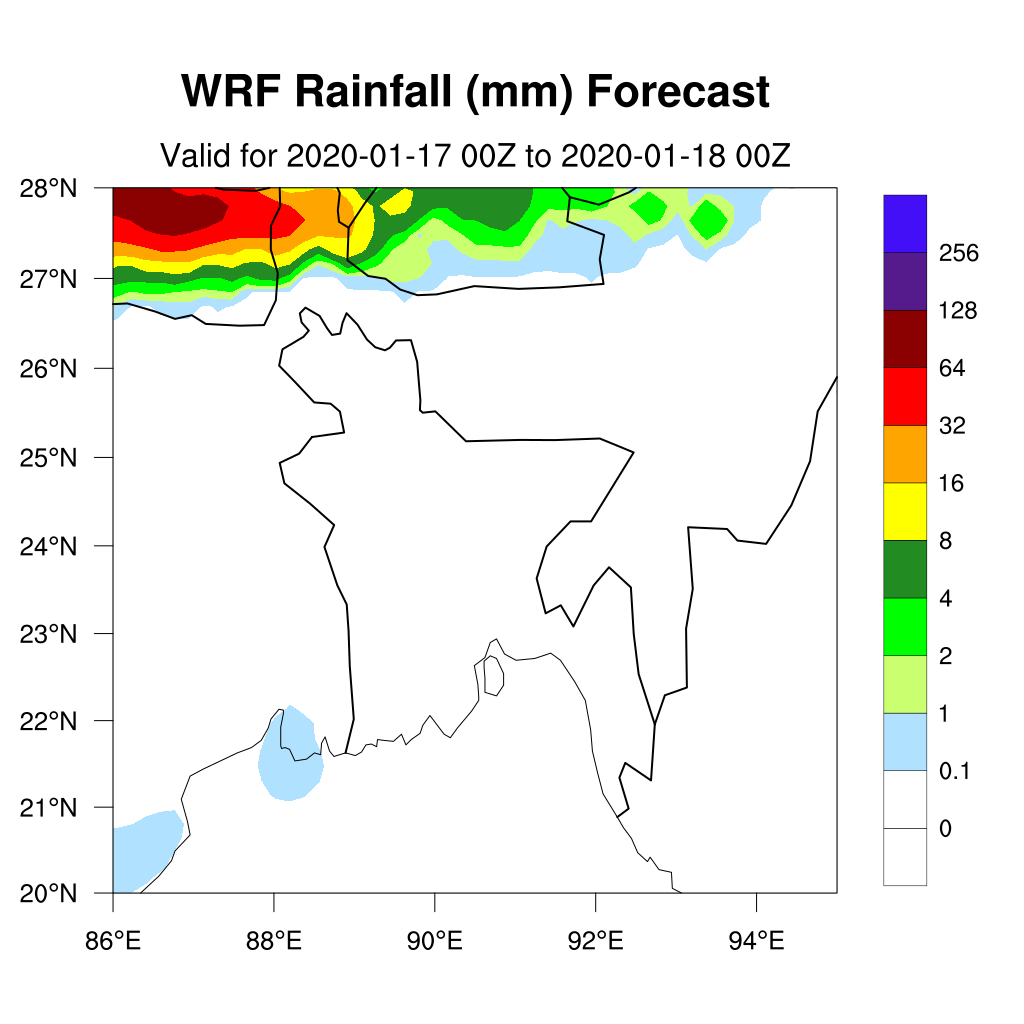 WRF Rainfall (mm) Forecast
Valid for 2020-01-17 00Z to 2020-01-18 00Z
28°N
27°N
26°N
25°N
24°N
23°N
22°N
21°N
20°N
86°E 88°E 90°E 92°E 94°E
256
128
64
32
16
8
4
2
1
0.1
0